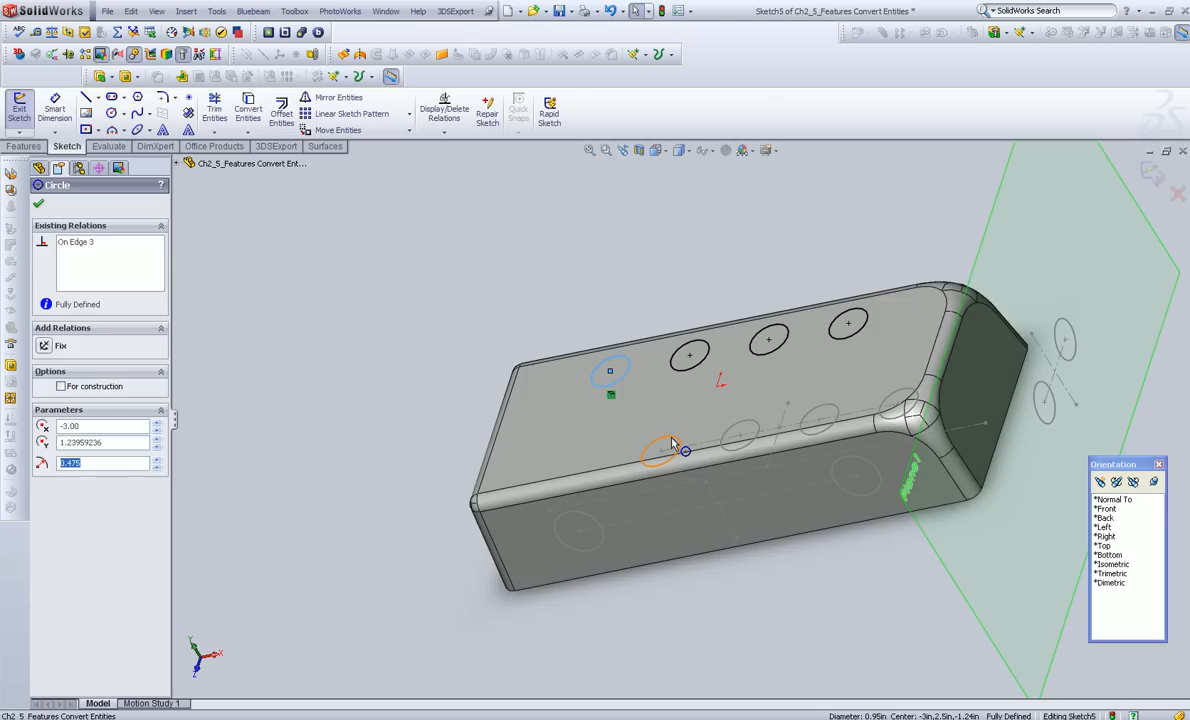 SolidWorks
File Edit View Insert Tools Bluebeam Toolbox PhotoWorks Window Help 3DSExport
Sketch5 of Ch2_5_Features Convert Entities *
SolidWorks Search
Exit Sketch
Smart Dimension
Trim Entities
Convert Entities
Offset Entities
Mirror Entities
Linear Sketch Pattern
Move Entities
Display/Delete Relations
Repair Sketch
Quick Snaps
Rapid Sketch
Features Sketch Evaluate DimXpert Office Products 3DSExport Surfaces
Ch2_5_Features Convert Ent...
Circle ?
Existing Relations
On Edge 3
Fully Defined
Add Relations
Fix
Options
For construction
Parameters
-3.00
1.23959236
0.475
Orientation
*Normal To
*Front
*Back
*Left
*Right
*Top
*Bottom
*Isometric
*Trimetric
*Dimetric
Y
X
Z
Model Motion Study 1
Ch2_5_Features Convert Entities
Diameter: 0.95in Center: -3in,2.5in,-1.24in Fully Defined Editing Sketch5